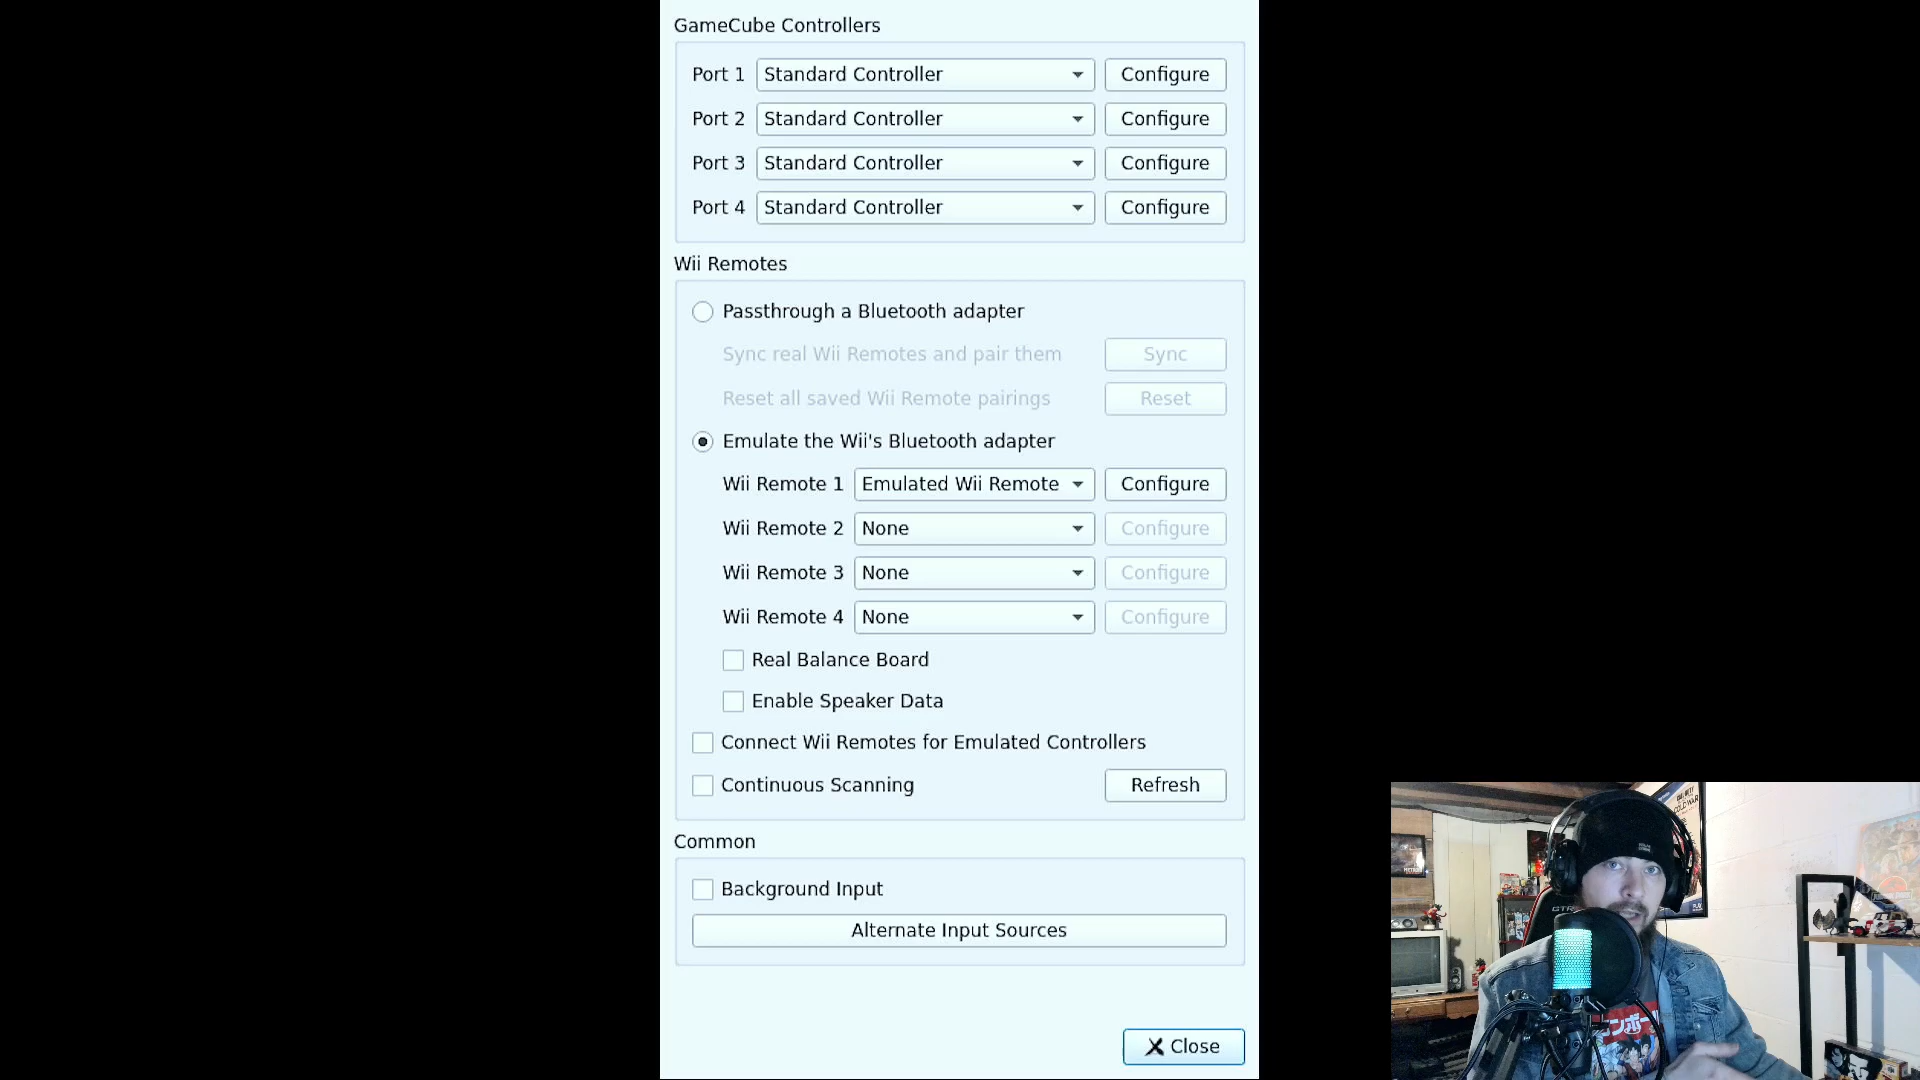 GameCube Controllers
Port 1 Standard Controller Configure
Port 2 Standard Controller Configure
Port 3 Standard Controller Configure
Port 4 Standard Controller Configure
Wii Remotes
Passthrough a Bluetooth adapter
Sync real Wii Remotes and pair them Sync
Reset all saved Wii Remote pairings Reset
Emulate the Wii's Bluetooth adapter
Wii Remote 1 Emulated Wii Remote Configure
Wii Remote 2 None Configure
Wii Remote 3 None Configure
Wii Remote 4 None Configure
Real Balance Board
Enable Speaker Data
Connect Wii Remotes for Emulated Controllers
Continuous Scanning Refresh
Common
Background Input
Alternate Input Sources
Close
COLD WAR